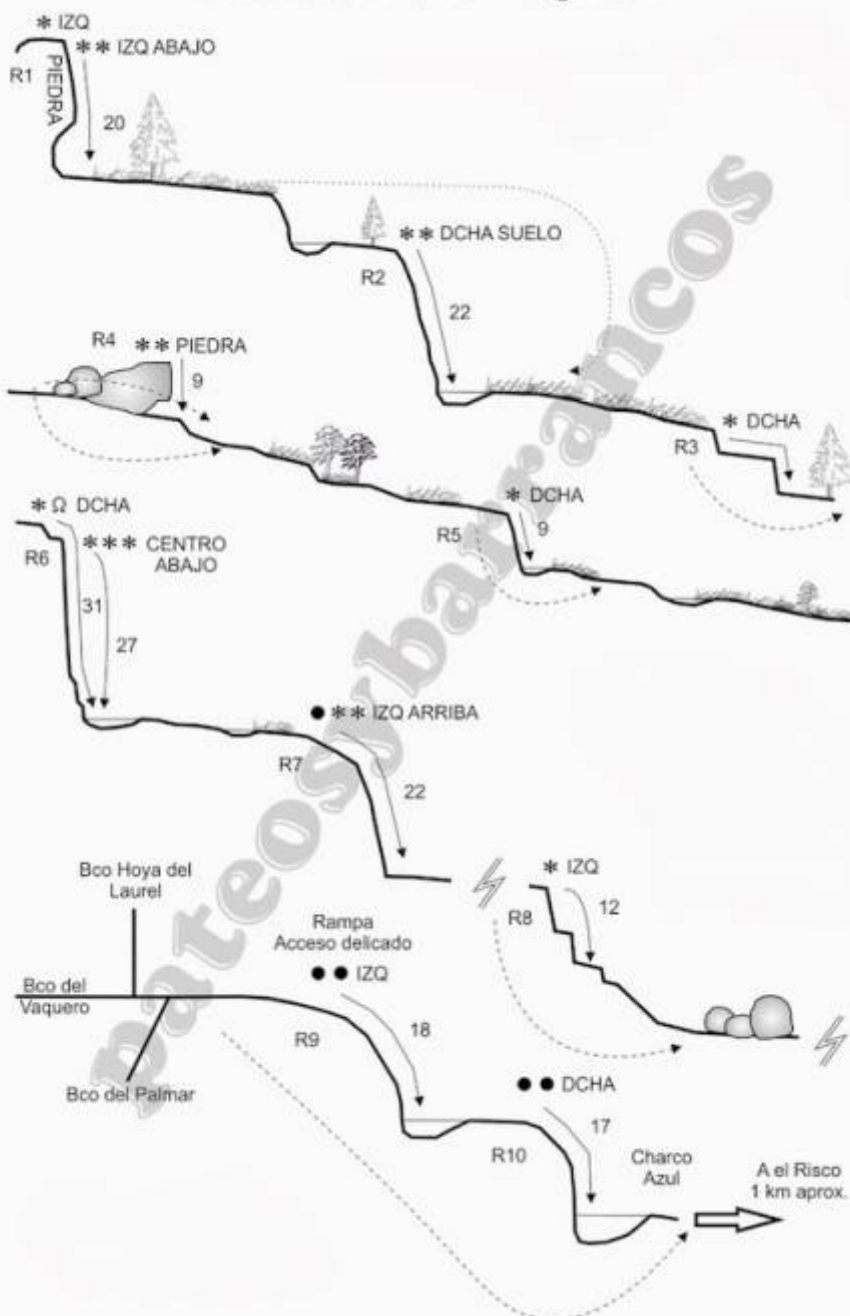 * IZQ
** IZQ ABAJO
R1
PIEDRA
20
R2
** DCHA SUELO
22
R4
** PIEDRA
9
* DCHA
R3
* Ω DCHA
R6
*** CENTRO
ABAJO
31
27
* DCHA
R5
9
● ** IZQ ARRIBA
R7
22
* IZQ
R8
12
Bco Hoya del
Laurel
Bco del
Vaquero
Bco del Palmar
Rampa
Acceso delicado
●● IZQ
R9
18
●● DCHA
R10
17
Charco
Azul
A el Risco
1 km aprox.
pateosybarrancos